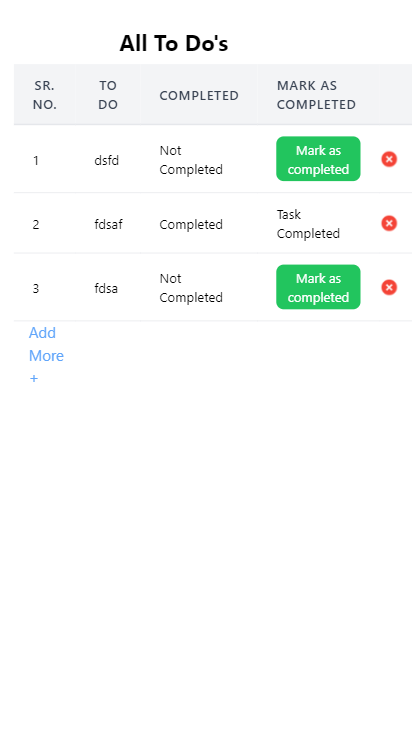 All To Do's
SR. NO.
TO DO
COMPLETED
MARK AS COMPLETED
1
dsfd
Not Completed
Mark as completed
2
fdsaf
Completed
Task Completed
3
fdsa
Not Completed
Mark as completed
Add
More
+